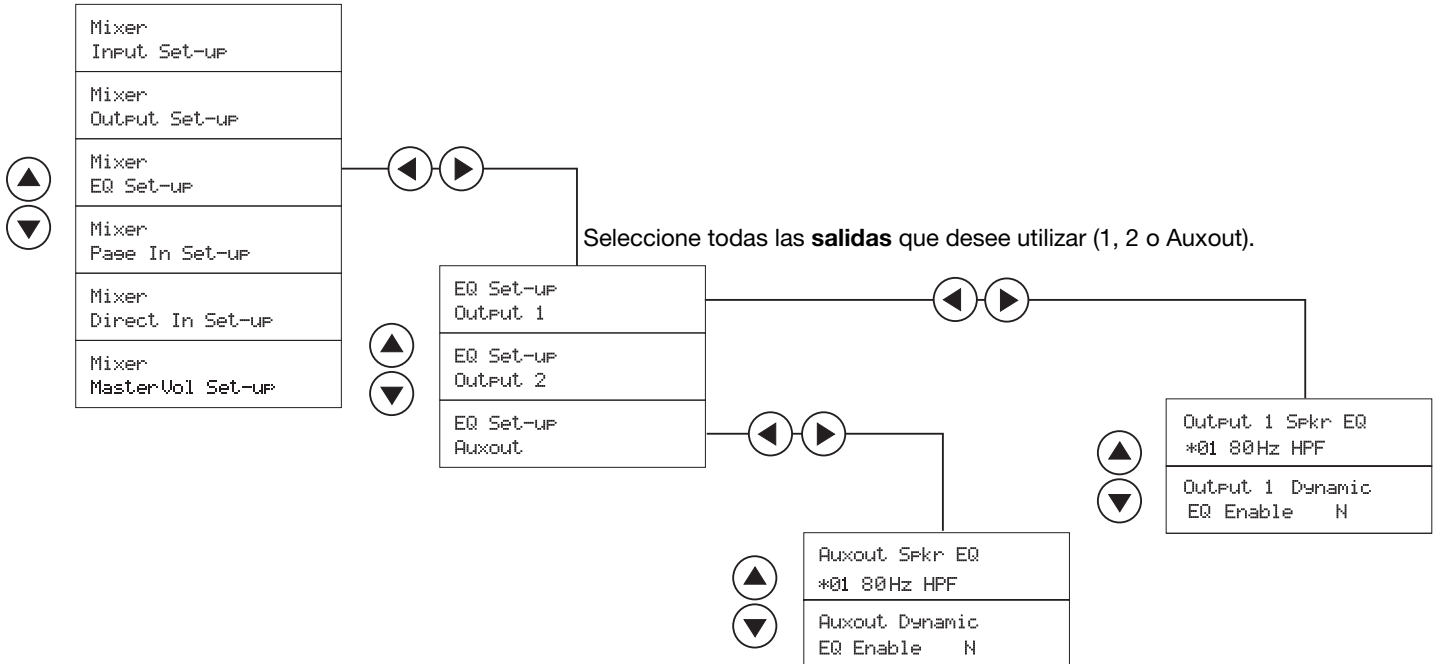 Mixer
Input Set-up
Mixer
Output Set-up
Mixer
EQ Set-up
Mixer
Page In Set-up
Mixer
Direct In Set-up
Mixer
MasterVol Set-up
Seleccione todas las salidas que desee utilizar (1, 2 o Auxout).
EQ Set-up
Output 1
EQ Set-up
Output 2
EQ Set-up
Auxout
Output 1 Spkr EQ
*01 80Hz HPF
Output 1 Dynamic
EQ Enable N
Auxout Spkr EQ
*01 80Hz HPF
Auxout Dynamic
EQ Enable N